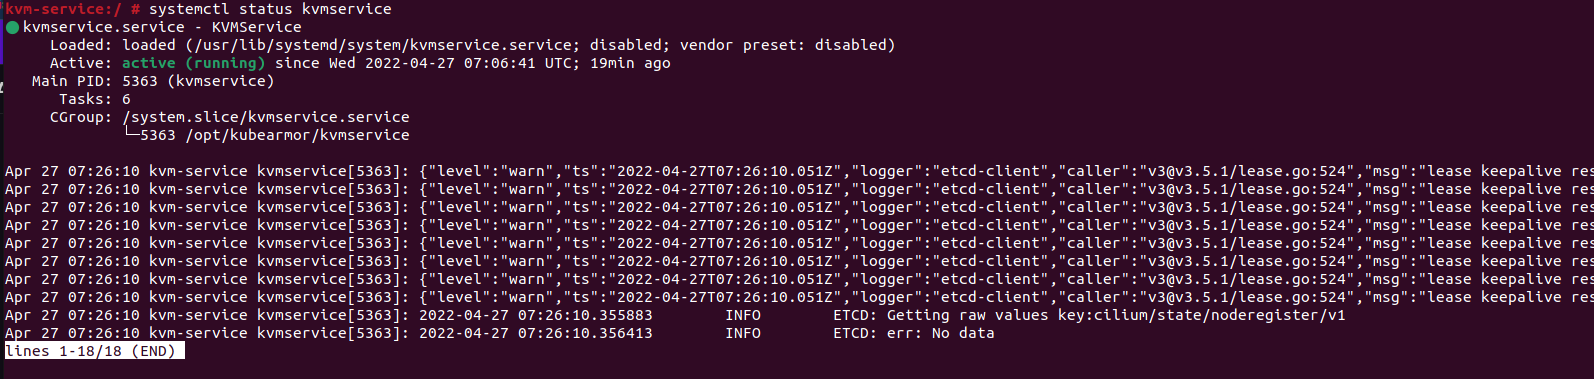 kvm-service:/ # systemctl status kvmservice
● kvmservice.service - KVMService
Loaded: loaded (/usr/lib/systemd/system/kvmservice.service; disabled; vendor preset: disabled)
Active: active (running) since Wed 2022-04-27 07:06:41 UTC; 19min ago
Main PID: 5363 (kvmservice)
Tasks: 6
CGroup: /system.slice/kvmservice.service
└─5363 /opt/kubearmor/kvmservice
Apr 27 07:26:10 kvm-service kvmservice[5363]: {"level":"warn","ts":"2022-04-27T07:26:10.051Z","logger":"etcd-client","caller":"v3@v3.5.1/lease.go:524","msg":"lease keepalive res
Apr 27 07:26:10 kvm-service kvmservice[5363]: {"level":"warn","ts":"2022-04-27T07:26:10.051Z","logger":"etcd-client","caller":"v3@v3.5.1/lease.go:524","msg":"lease keepalive res
Apr 27 07:26:10 kvm-service kvmservice[5363]: {"level":"warn","ts":"2022-04-27T07:26:10.051Z","logger":"etcd-client","caller":"v3@v3.5.1/lease.go:524","msg":"lease keepalive res
Apr 27 07:26:10 kvm-service kvmservice[5363]: {"level":"warn","ts":"2022-04-27T07:26:10.051Z","logger":"etcd-client","caller":"v3@v3.5.1/lease.go:524","msg":"lease keepalive res
Apr 27 07:26:10 kvm-service kvmservice[5363]: {"level":"warn","ts":"2022-04-27T07:26:10.051Z","logger":"etcd-client","caller":"v3@v3.5.1/lease.go:524","msg":"lease keepalive res
Apr 27 07:26:10 kvm-service kvmservice[5363]: {"level":"warn","ts":"2022-04-27T07:26:10.051Z","logger":"etcd-client","caller":"v3@v3.5.1/lease.go:524","msg":"lease keepalive res
Apr 27 07:26:10 kvm-service kvmservice[5363]: {"level":"warn","ts":"2022-04-27T07:26:10.051Z","logger":"etcd-client","caller":"v3@v3.5.1/lease.go:524","msg":"lease keepalive res
Apr 27 07:26:10 kvm-service kvmservice[5363]: {"level":"warn","ts":"2022-04-27T07:26:10.051Z","logger":"etcd-client","caller":"v3@v3.5.1/lease.go:524","msg":"lease keepalive res
Apr 27 07:26:10 kvm-service kvmservice[5363]: 2022-04-27 07:26:10.355883 INFO ETCD: Getting raw values key:cilium/state/noderegister/v1
Apr 27 07:26:10 kvm-service kvmservice[5363]: 2022-04-27 07:26:10.356413 INFO ETCD: err: No data
lines 1-18/18 (END)